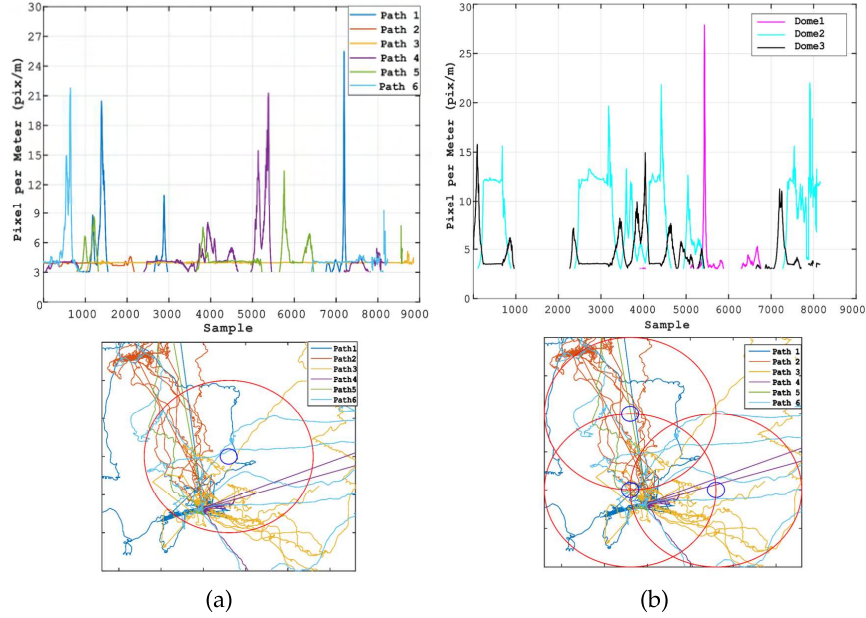 30
27
24
21
18
15
12
9
6
3
0
Pixel per Meter (pix/m)
1000 2000 3000 4000 5000 6000 7000 8000 9000
Sample
Path 1
Path 2
Path 3
Path 4
Path 5
Path 6
30
25
20
15
10
5
0
Pixel per Meter (pix/m)
1000 2000 3000 4000 5000 6000 7000 8000 9000
Sample
Dome1
Dome2
Dome3
Path1
Path2
Path3
Path4
Path5
Path6
Path 1
Path 2
Path 3
Path 4
Path 5
Path 6
(a)
(b)